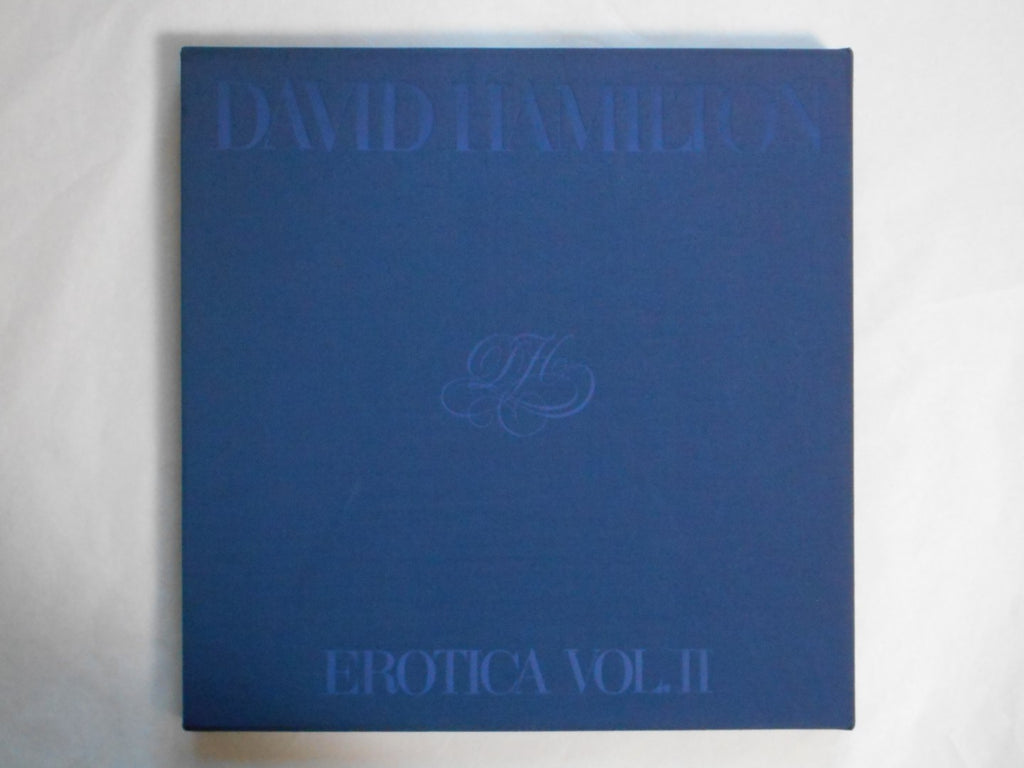 DAVID HAMILTON
DH
EROTICA VOL. II